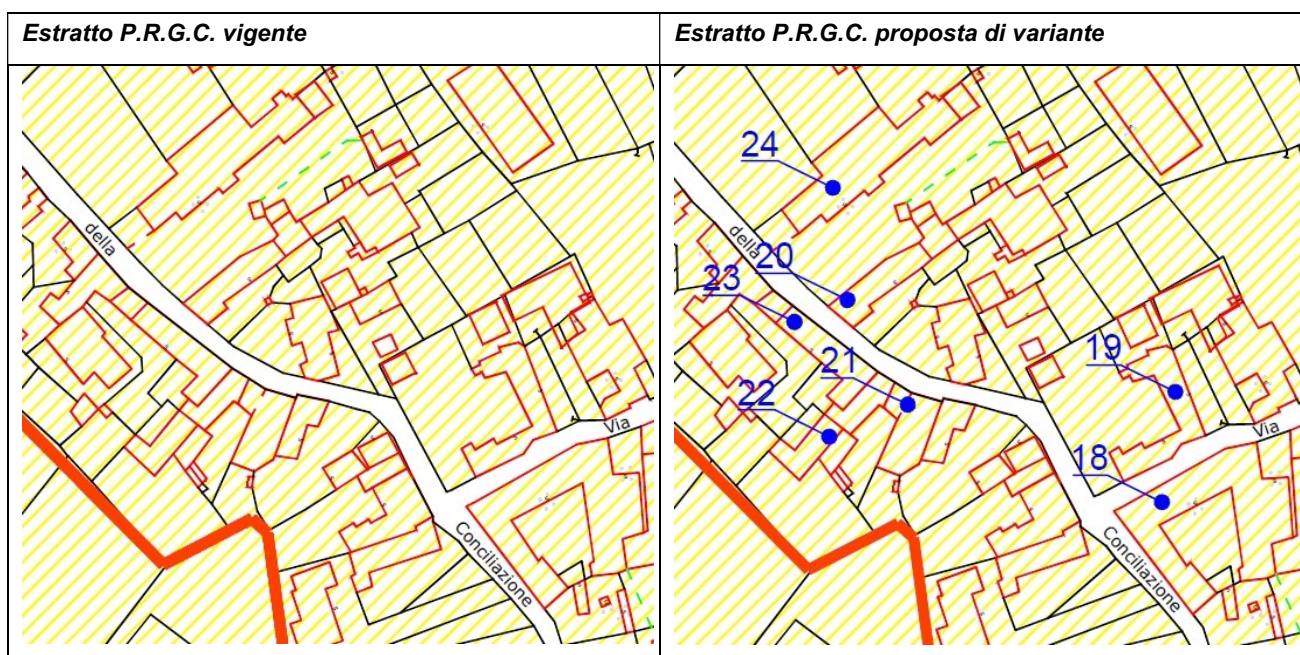 Estratto P.R.G.C. vigente
Estratto P.R.G.C. proposta di variante
della
Via
Conciliazione
24
della
20
23
21
19
22
Via
18
Conciliazione